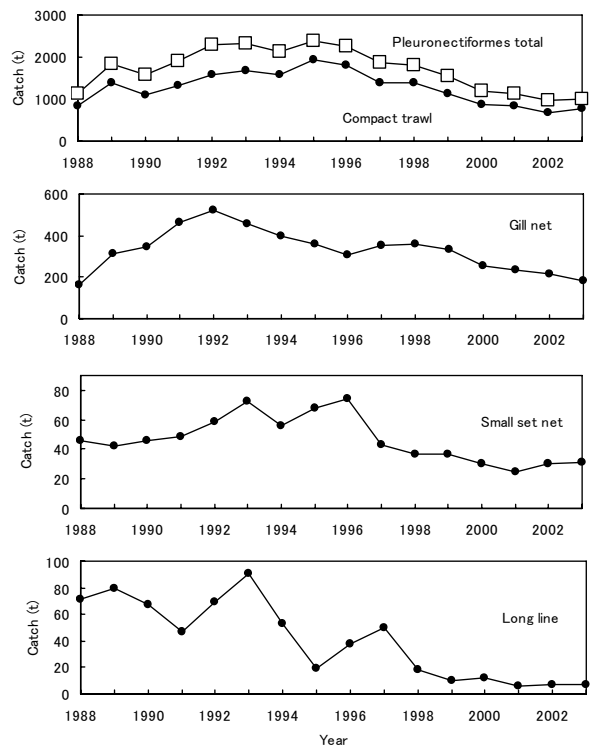 3000
Pleuronectiformes total
2000
Catch (t)
1000
Compact trawl
0
1988 1990 1992 1994 1996 1998 2000 2002
600
Gill net
400
Catch (t)
200
0
1988 1990 1992 1994 1996 1998 2000 2002
80
60
Small set net
Catch (t)
40
20
0
1988 1990 1992 1994 1996 1998 2000 2002
100
80
Long line
60
Catch (t)
40
20
0
1988 1990 1992 1994 1996 1998 2000 2002
Year